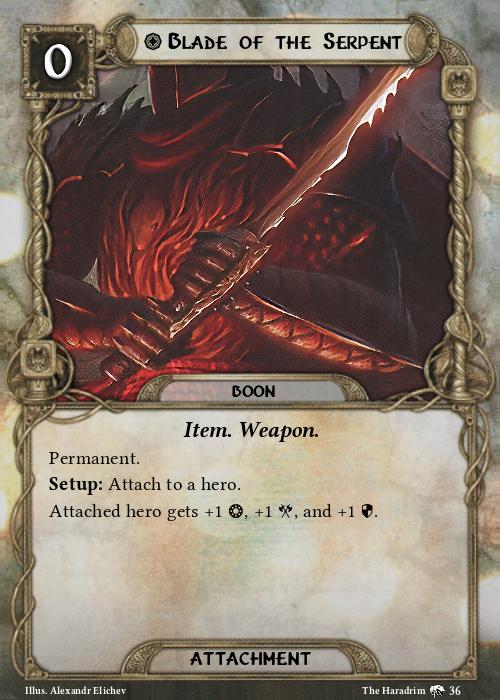 0
BLADE OF THE SERPENT
BOON
Item. Weapon.
Permanent.
Setup: Attach to a hero.
Attached hero gets +1 , +1 , and +1 .
ATTACHMENT
Illus. Alexandr Elichev
The Haradrim 36